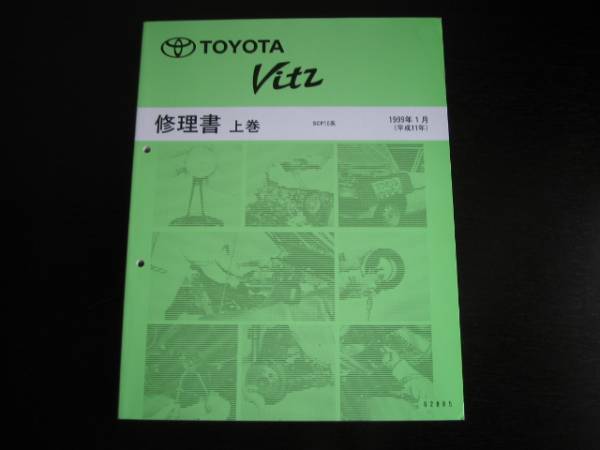 TOYOTA
Vitz
修理書 上巻 SCP10系 1999年1月
(平成11年)
62805